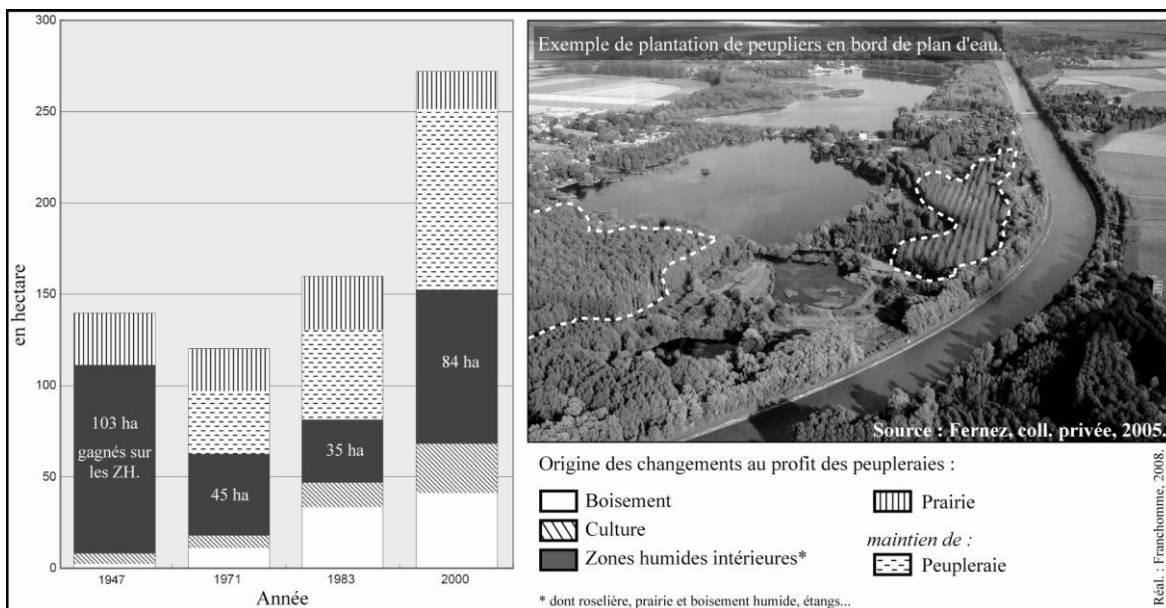 300
250
200
150
100
50
0
en hectare
103 ha
gagnés sur
les ZH.
45 ha
35 ha
84 ha
1947
1971
1983
2000
Année
Exemple de plantation de peupliers en bord de plan d'eau.
Source : Fernez, coll. privée, 2005.
Origine des changements au profit des peupleraies :
Boisement
Culture
Zones humides intérieures*
Prairie
maintien de :
Peupleraie
* dont roselière, prairie et boisement humide, étangs...
Réal. : Franchomme, 2008.